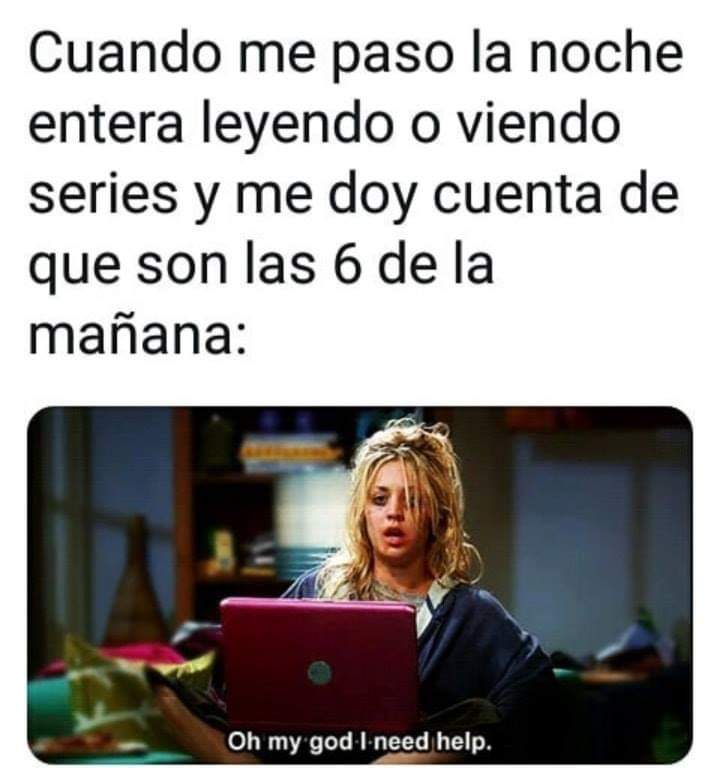 Cuando me paso la noche
entera leyendo o viendo
series y me doy cuenta de
que son las 6 de la
mañana:
Oh my god I need help.